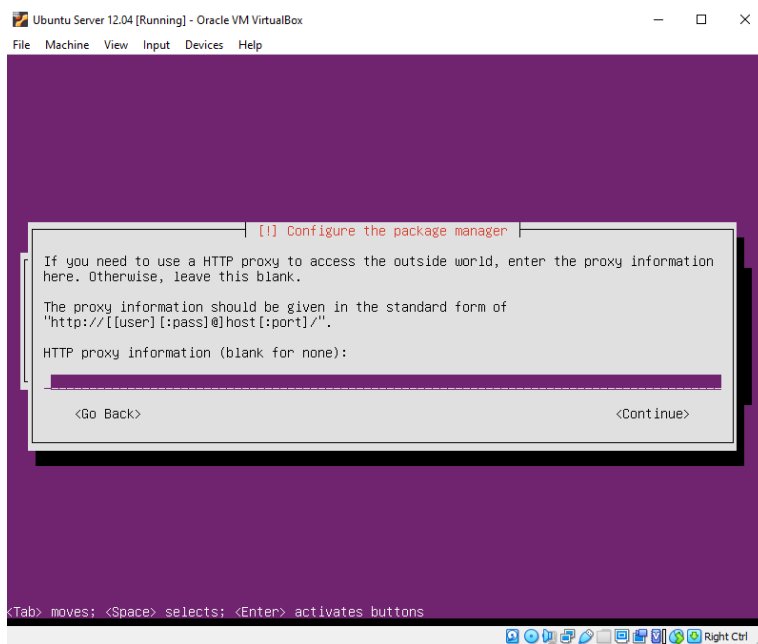 Ubuntu Server 12.04 [Running] - Oracle VM VirtualBox
File Machine View Input Devices Help
[!] Configure the package manager
If you need to use a HTTP proxy to access the outside world, enter the proxy information
here. Otherwise, leave this blank.
The proxy information should be given in the standard form of
"http://[[user][:pass]@]host[:port]/".
HTTP proxy information (blank for none):
<Go Back> <Continue>
<Tab> moves; <Space> selects; <Enter> activates buttons
Right Ctrl